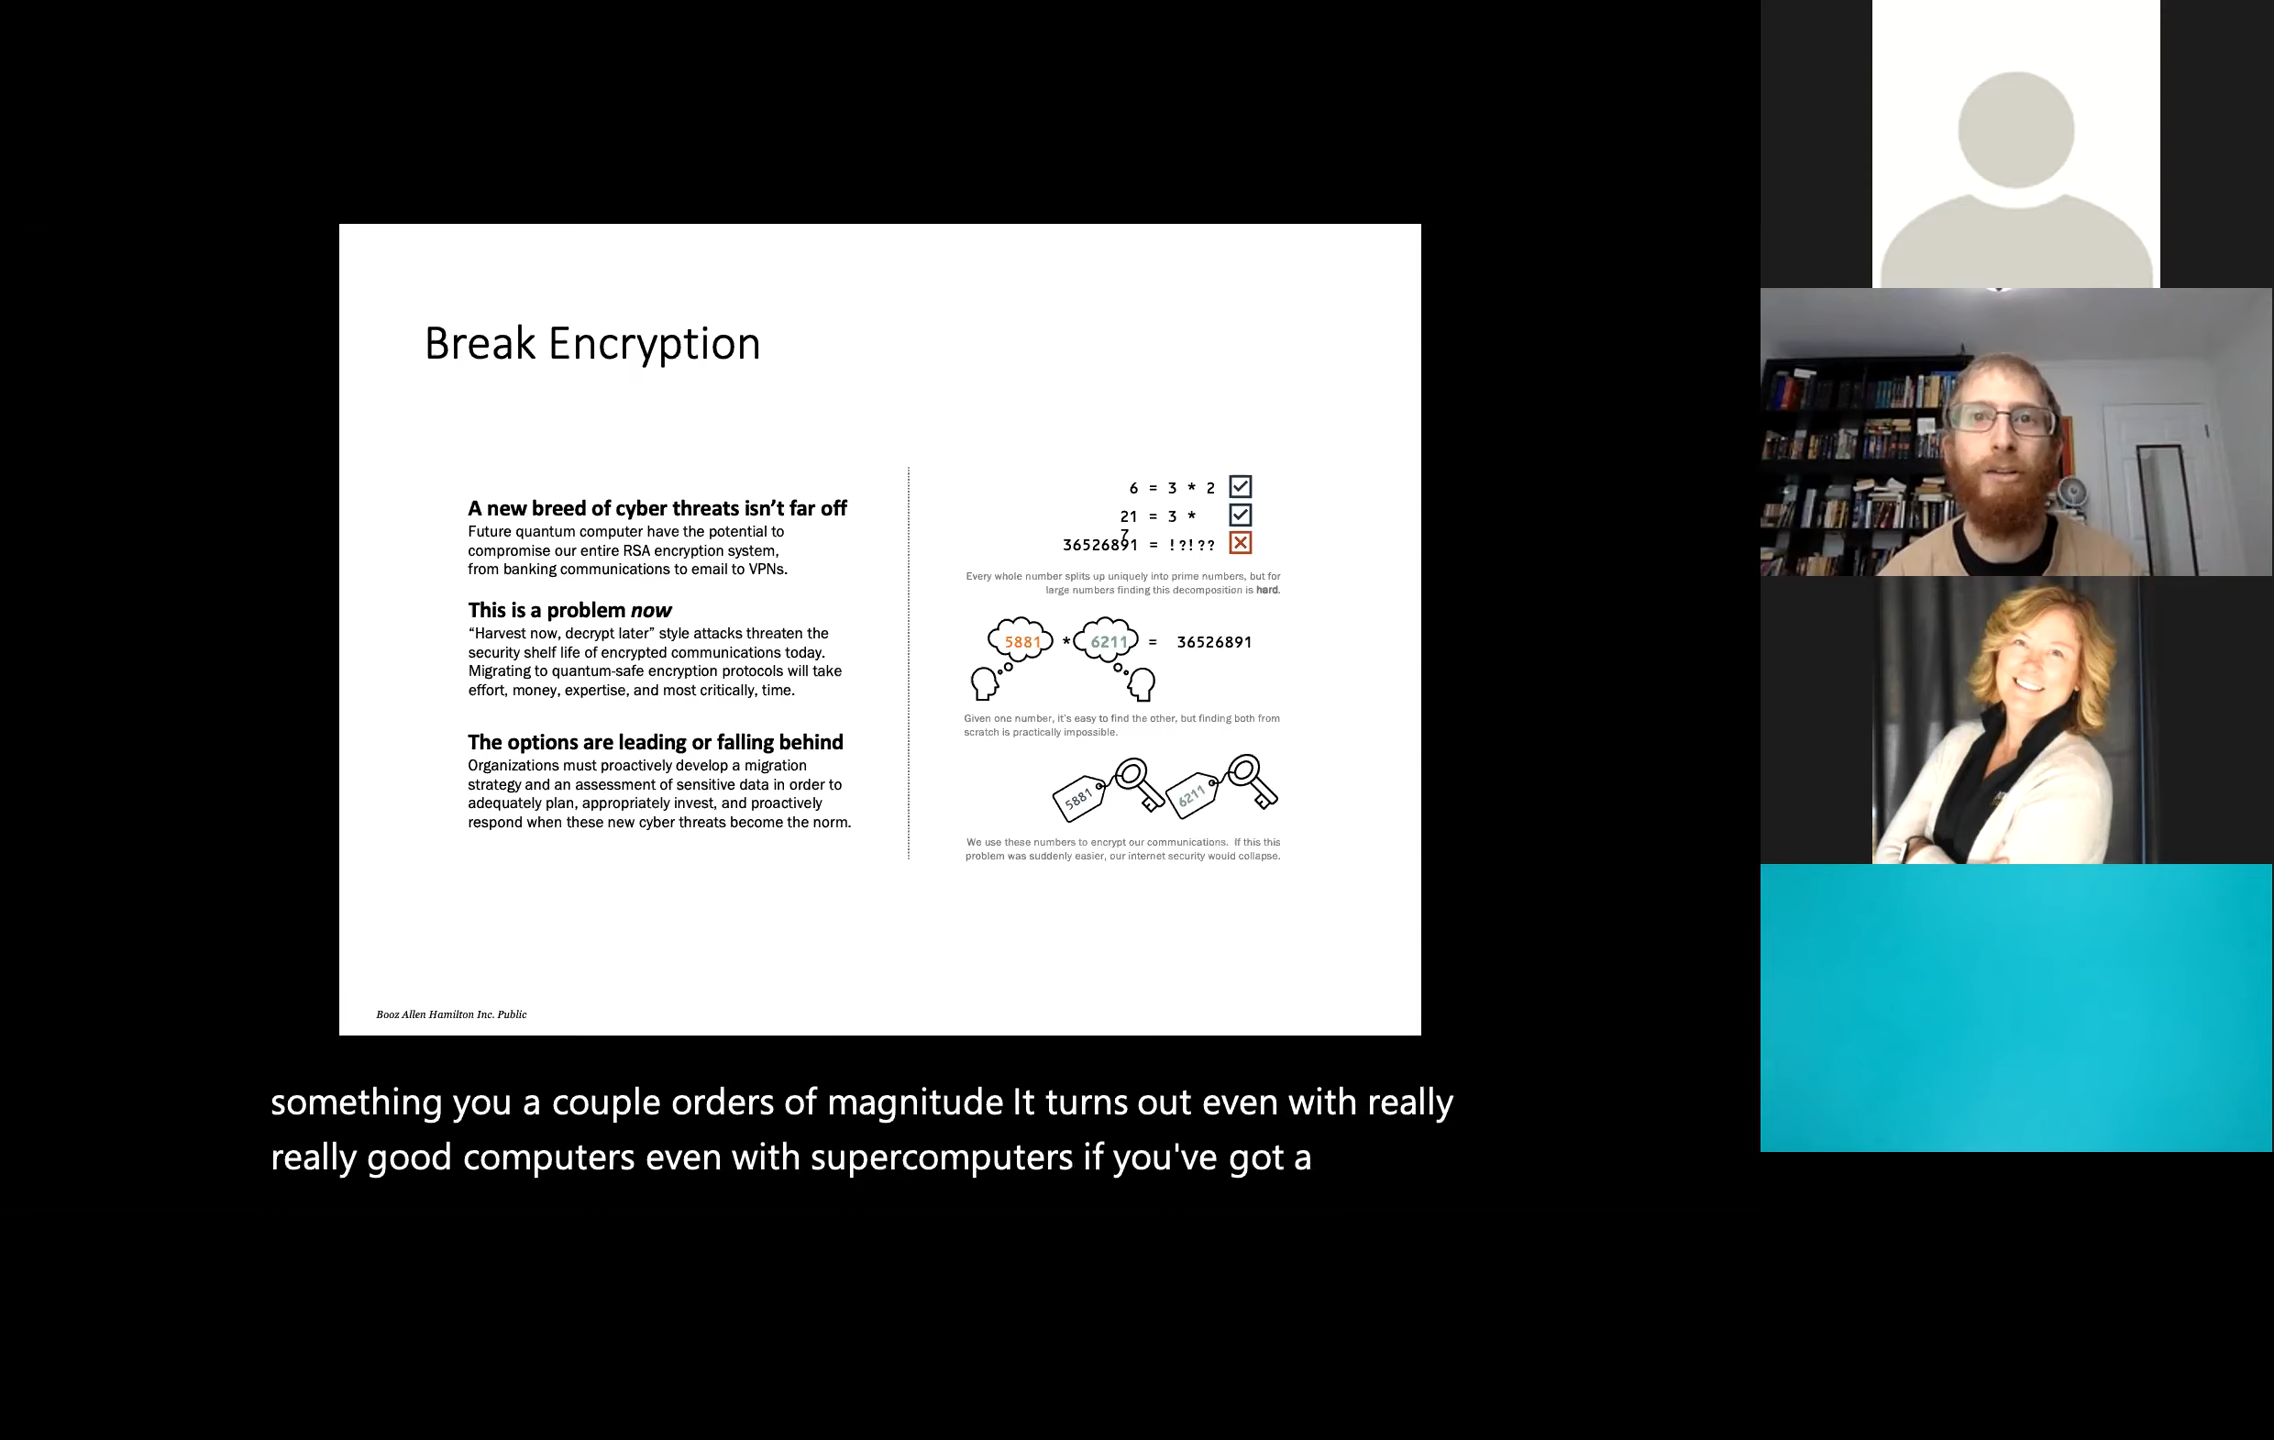 Break Encryption
A new breed of cyber threats isn’t far off
Future quantum computer have the potential to
compromise our entire RSA encryption system,
from banking communications to email to VPNs.
This is a problem now
“Harvest now, decrypt later” style attacks threaten the
security shelf life of encrypted communications today.
Migrating to quantum-safe encryption protocols will take
effort, money, expertise, and most critically, time.
The options are leading or falling behind
Organizations must proactively develop a migration
strategy and an assessment of sensitive data in order to
adequately plan, appropriately invest, and proactively
respond when these new cyber threats become the norm.
6 = 3 * 2
21 = 3 *
7
36526891 = !?!??
Every whole number splits up uniquely into prime numbers, but for
large numbers finding this decomposition is hard.
5881 * 6211 = 36526891
Given one number, it’s easy to find the other, but finding both from
scratch is practically impossible.
5881 6211
We use these numbers to encrypt our communications. If this this
problem was suddenly easier, our internet security would collapse.
Booz Allen Hamilton Inc. Public
something you a couple orders of magnitude It turns out even with really
really good computers even with supercomputers if you've got a